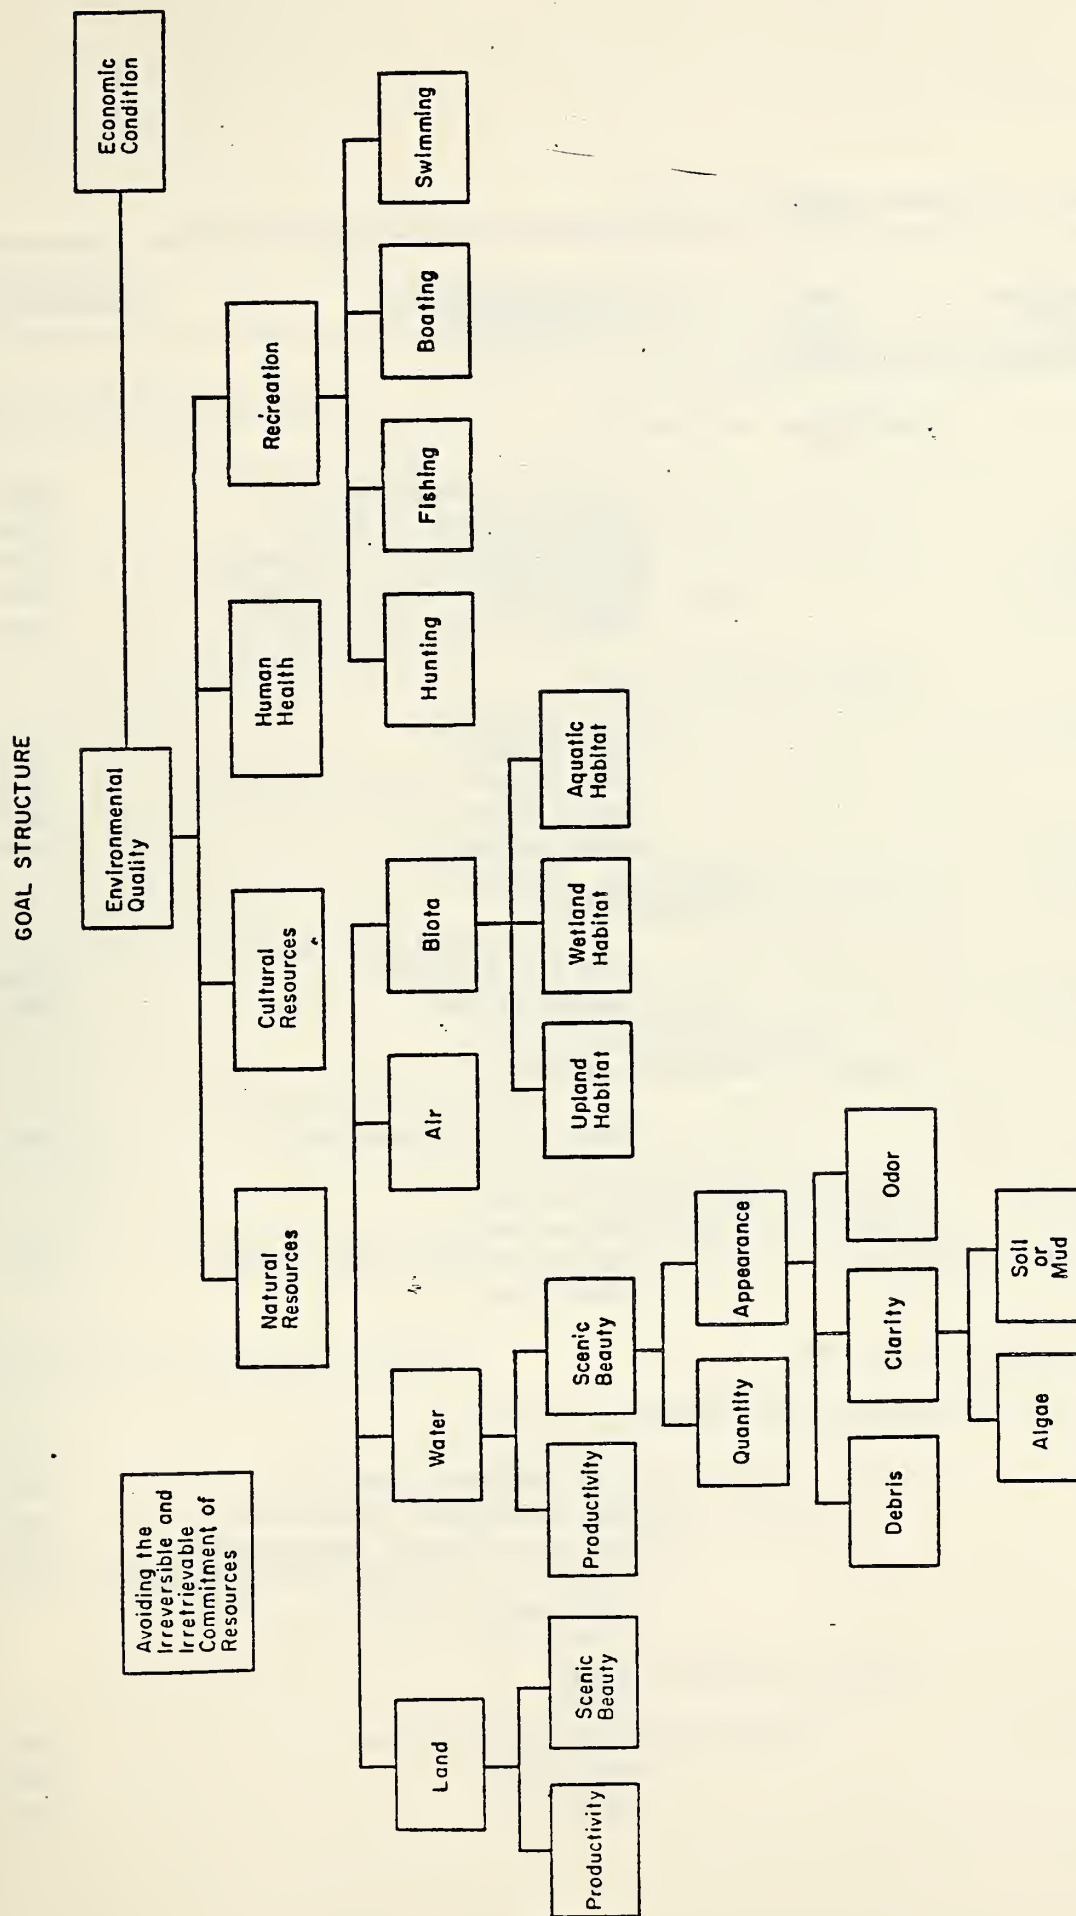 GOAL STRUCTURE
Economic
Condition
Environmental
Quality
Avoiding the
Irreversible and
Irretrievable
Commitment of
Resources
Natural
Resources
Cultural
Resources
Human
Health
Recreation
Land
Water
Air
Biota
Hunting
Fishing
Boating
Swimming
Productivity
Scenic
Beauty
Productivity
Scenic
Beauty
Upland
Habitat
Wetland
Habitat
Aquatic
Habitat
Quantity
Appearance
Debris
Clarity
Odor
Algae
Soil
or
Mud